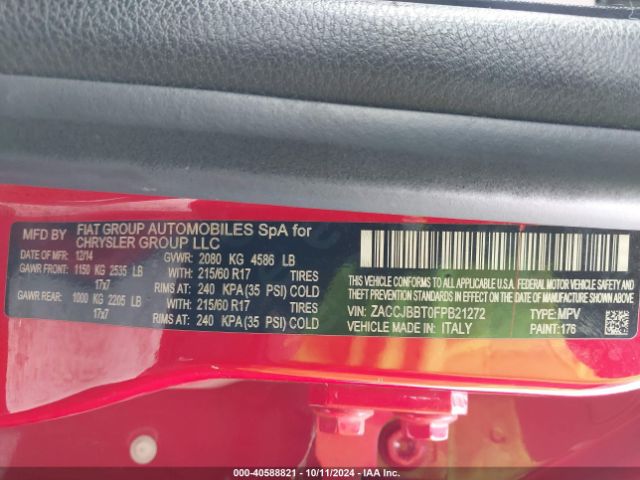 MFD BY FIAT GROUP AUTOMOBILES SpA for
CHRYSLER GROUP LLC
DATE OF MFR: 12/14 GVWR: 2080 KG 4586 LB
GAWR FRONT: 1150 KG 2535 LB WITH: 215/60 R17 TIRES
17x7 RIMS AT: 240 KPA (35 PSI) COLD
GAWR REAR: 1000 KG 2205 LB WITH: 215/60 R17 TIRES
17x7 RIMS AT: 240 KPA (35 PSI) COLD
THIS VEHICLE CONFORMS TO ALL APPLICABLE U.S.A. FEDERAL MOTOR VEHICLE SAFETY,
BUMPER AND THEFT PREVENTION STANDARDS IN EFFECT ON THE DATE OF MANUFACTURE SHOWN ABOVE
VIN: ZACCJBBT0FPB21272 TYPE: MPV
VEHICLE MADE IN: ITALY PAINT: 176
000-40588821 - 10/11/2024 - IAA Inc.